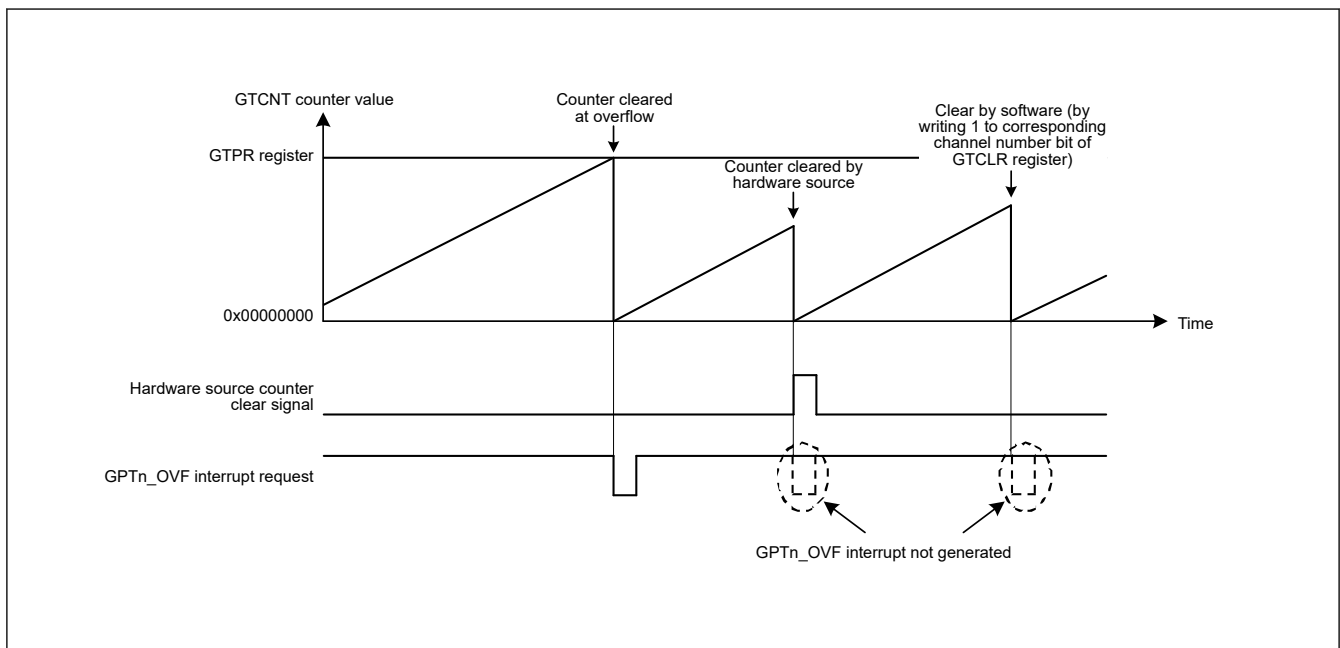 GTCNT counter value
Counter cleared
at overflow
Clear by software (by
writing 1 to corresponding
channel number bit of
GTCLR register)
GTPR register
Counter cleared by
hardware source
0x00000000
Time
Hardware source counter
clear signal
GPTn_OVF interrupt request
GPTn_OVF interrupt not generated